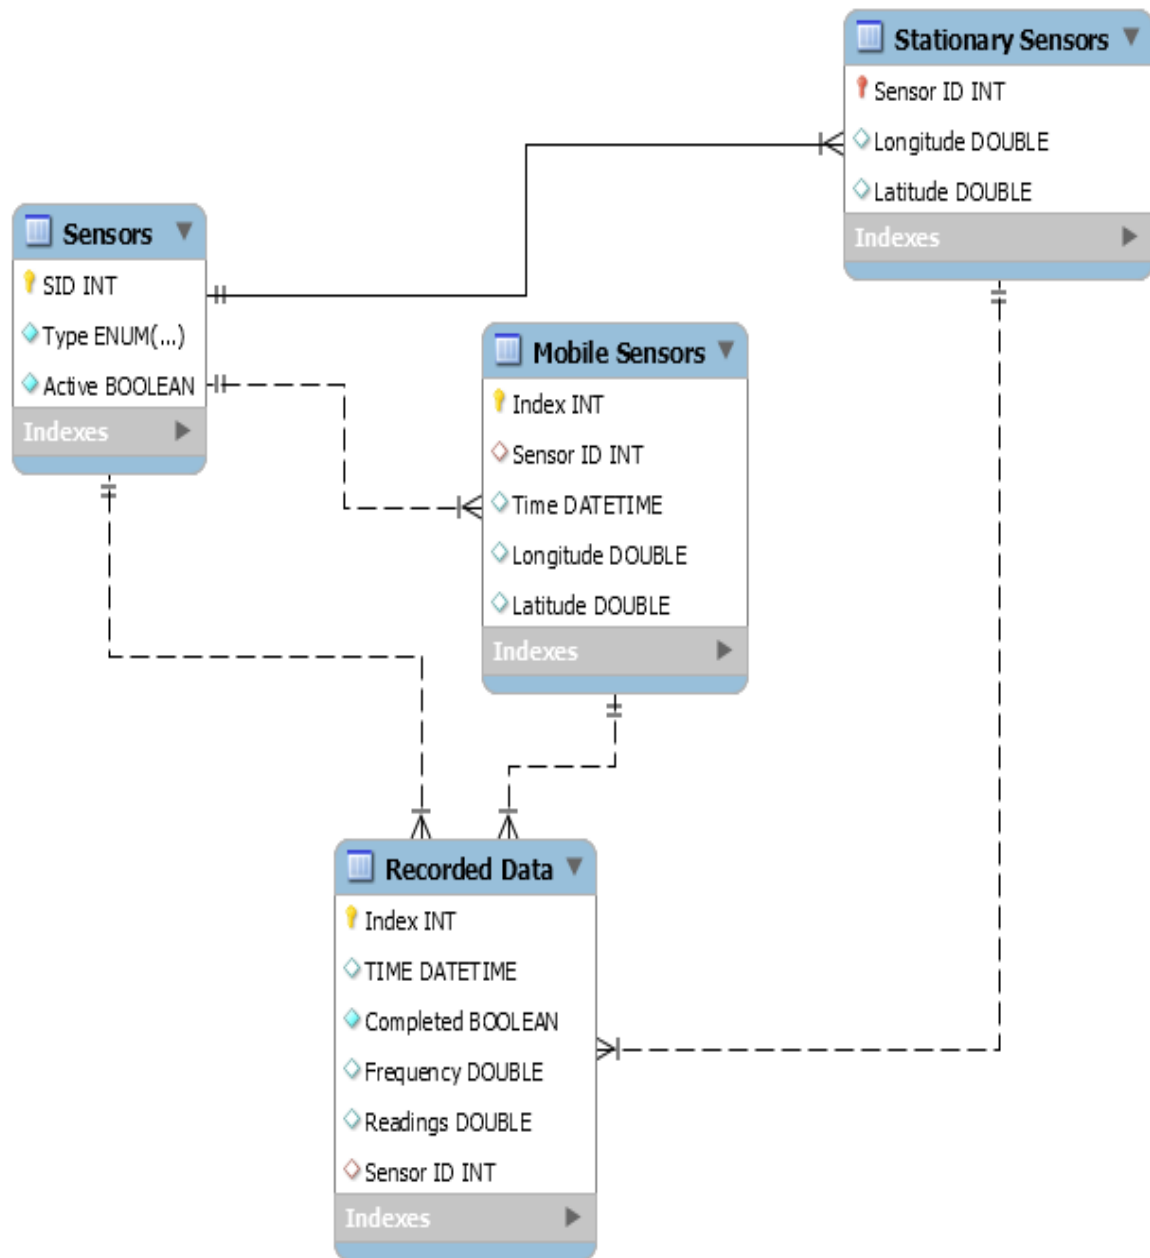 Stationary Sensors
Sensor ID INT
Longitude DOUBLE
Latitude DOUBLE
Indexes
Sensors
SID INT
Type ENUM(...)
Active BOOLEAN
Indexes
Mobile Sensors
Index INT
Sensor ID INT
Time DATETIME
Longitude DOUBLE
Latitude DOUBLE
Indexes
Recorded Data
Index INT
TIME DATETIME
Completed BOOLEAN
Frequency DOUBLE
Readings DOUBLE
Sensor ID INT
Indexes